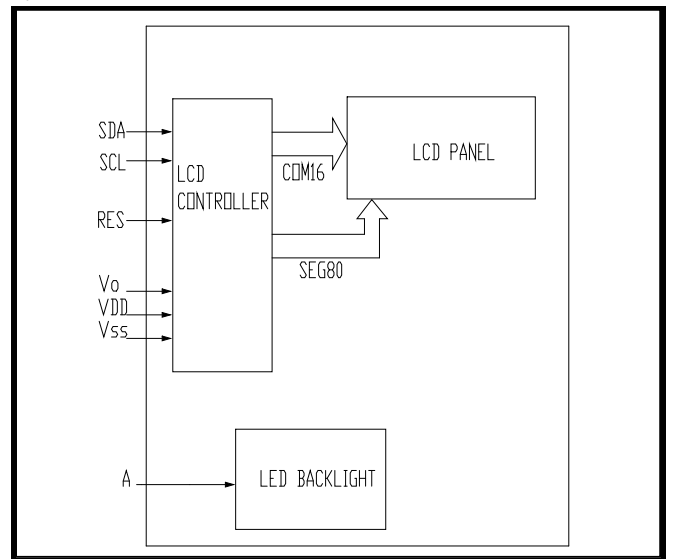 SDA
SCL
RES
Vo
VDD
Vss
LCD
CONTROLLER
COM16
SEG80
LCD PANEL
A
LED BACKLIGHT